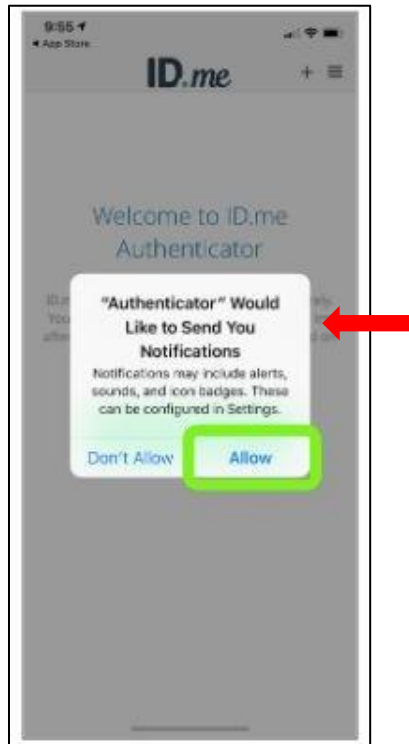 9:55
◀ App Store
ID.me
Welcome to ID.me
Authenticator
"Authenticator" Would
Like to Send You
Notifications
Notifications may include alerts,
sounds, and icon badges. These
can be configured in Settings.
Don't Allow
Allow